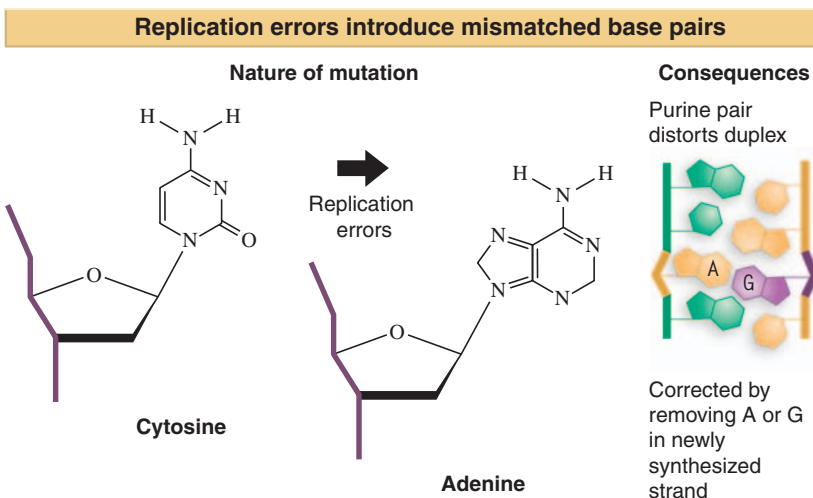 Replication errors introduce mismatched base pairs
Nature of mutation
Consequences
H H
N
N
N O
O
Cytosine
Replication
errors
H H
N
N N
N N
O
Adenine
Purine pair
distorts duplex
A
G
Corrected by
removing A or G
in newly
synthesized
strand